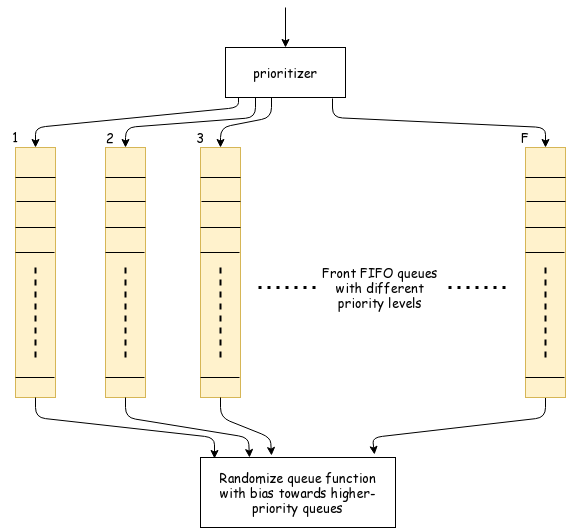 prioritizer
1
2
3
F
Front FIFO queues
with different
priority levels
Randomize queue function
with bias towards higher-
priority queues